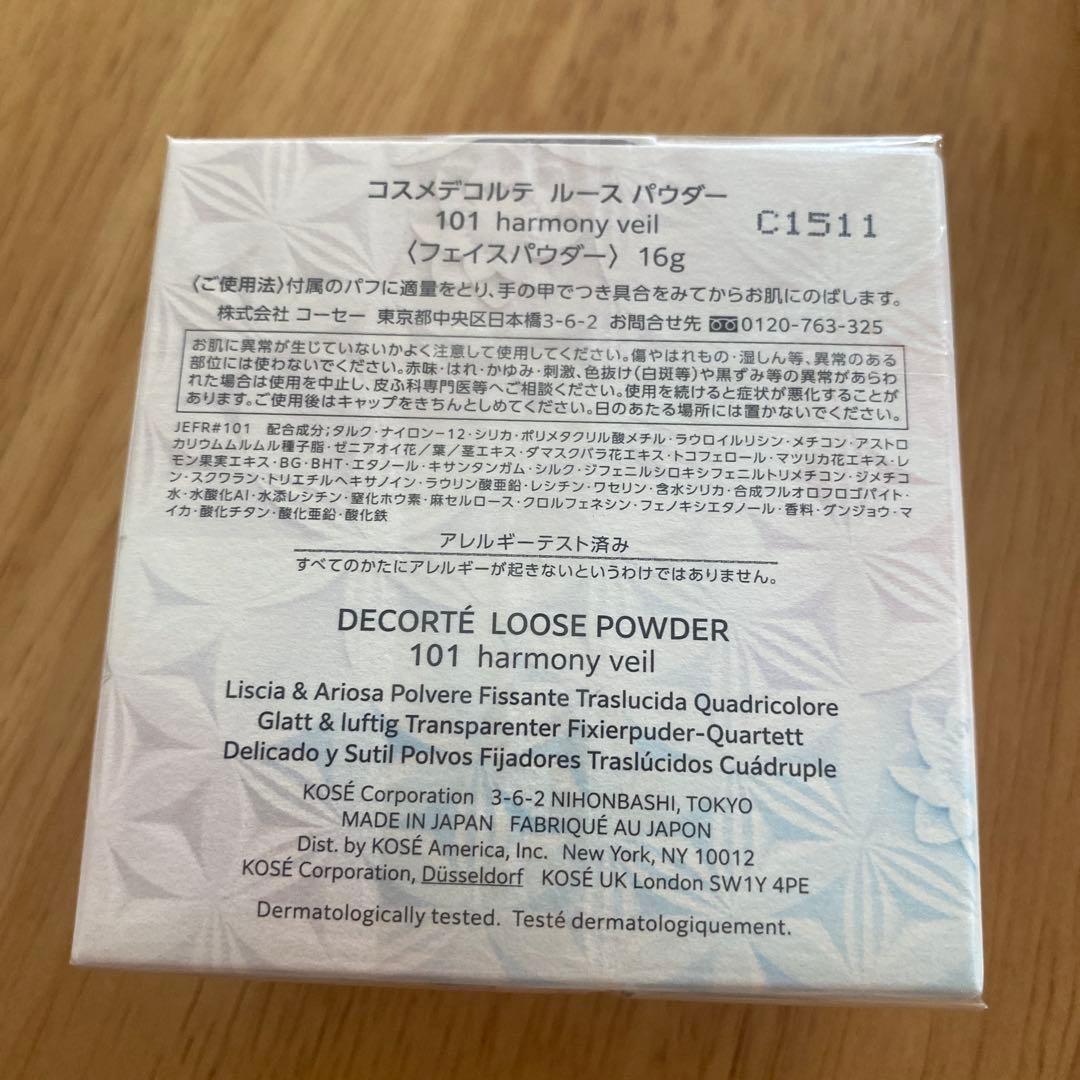 コスメデコルテ ルース パウダー
101 harmony veil
C1511
〈フェイスパウダー〉 16g
〈ご使用法〉付属のパフに適量をとり、手の甲でつき具合をみてからお肌にのばします。
株式会社 コーセー 東京都中央区日本橋3-6-2 お問合せ先 0120-763-325
お肌に異常が生じていないかよく注意して使用してください。傷やはれもの・湿しん等、異常のある
部位には使わないでください。赤味・はれ・かゆみ・刺激、色抜け(白斑等)や黒ずみ等の異常があらわ
れた場合は使用を中止し、皮ふ科専門医等へご相談ください。使用を続けると症状が悪化することが
あります。ご使用後はキャップをきちんとしめてください。日のあたる場所には置かないでください。
JEFR#101 配合成分;タルク・ナイロン-12・シリカ・ポリメタクリル酸メチル・ラウロイルリシン・メチコン・アストロ
カリウムムルムル種子脂・ゼニアオイ花/葉/茎エキス・ダマスクバラ花エキス・トコフェロール・マツリカ花エキス・レ
モン果実エキス・BG・BHT・エタノール・キサンタンガム・シルク・ジフェニルシロキシフェニルトリメチコン・ジメチコ
ン・スクワラン・トリエチルヘキサノイン・ラウリン酸亜鉛・レシチン・ワセリン・含水シリカ・合成フルオロフロゴパイト・
水・水酸化Al・水添レシチン・窒化ホウ素・麻セルロース・クロルフェネシン・フェノキシエタノール・香料・グンジョウ・マ
イカ・酸化チタン・酸化亜鉛・酸化鉄
アレルギーテスト済み
すべてのかたにアレルギーが起きないというわけではありません。
DECORTÉ LOOSE POWDER
101 harmony veil
Liscia & Ariosa Polvere Fissante Traslucida Quadricolore
Glatt & luftig Transparenter Fixierpuder-Quartett
Delicado y Sutil Polvos Fijadores Traslúcidos Cuádruple
KOSÉ Corporation 3-6-2 NIHONBASHI, TOKYO
MADE IN JAPAN FABRIQUÉ AU JAPON
Dist. by KOSÉ America, Inc. New York, NY 10012
KOSÉ Corporation, Düsseldorf KOSÉ UK London SW1Y 4PE
Dermatologically tested. Testé dermatologiquement.